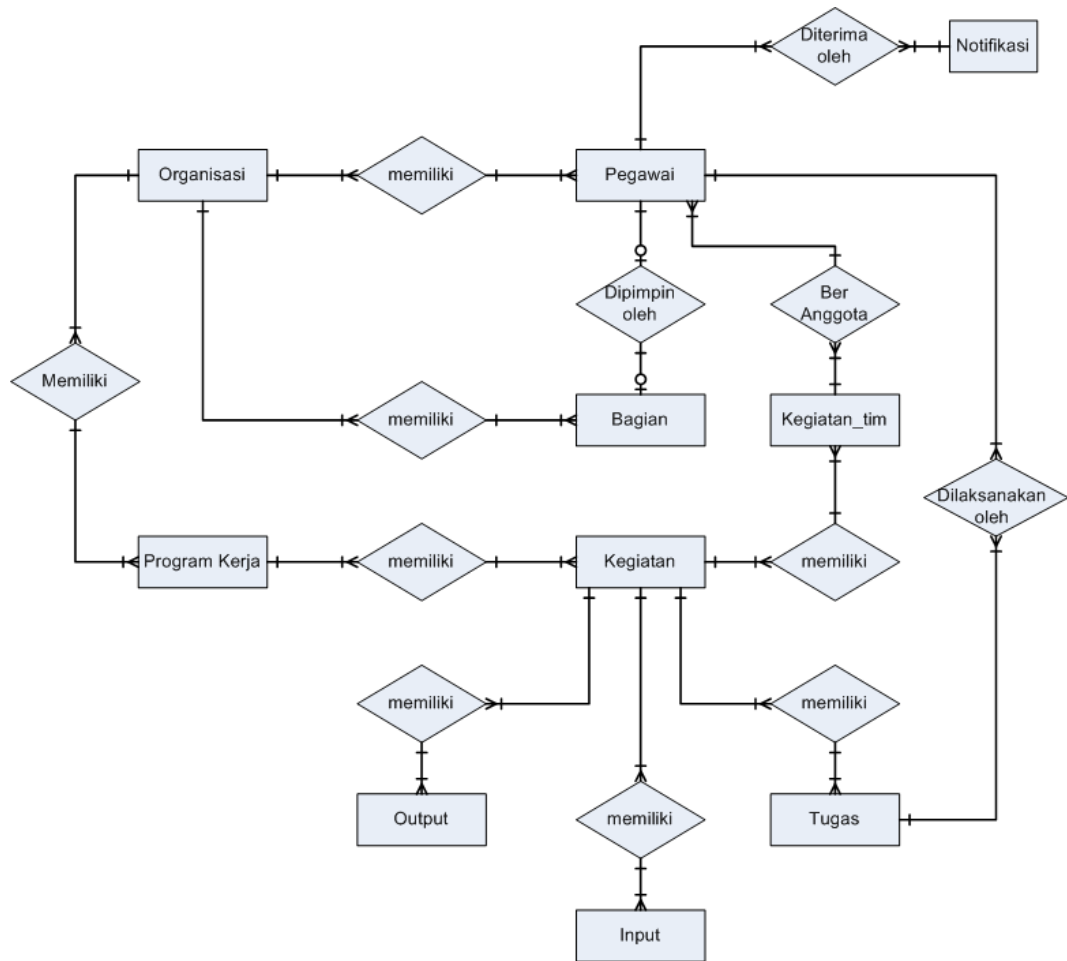 Diterima
oleh
Notifikasi
Organisasi
memiliki
Pegawai
Dipimpin
oleh
Ber
Anggota
Memiliki
memiliki
Bagian
Kegiatan_tim
Dilaksanakan
oleh
Program Kerja
memiliki
Kegiatan
memiliki
memiliki
memiliki
Output
memiliki
Tugas
Input